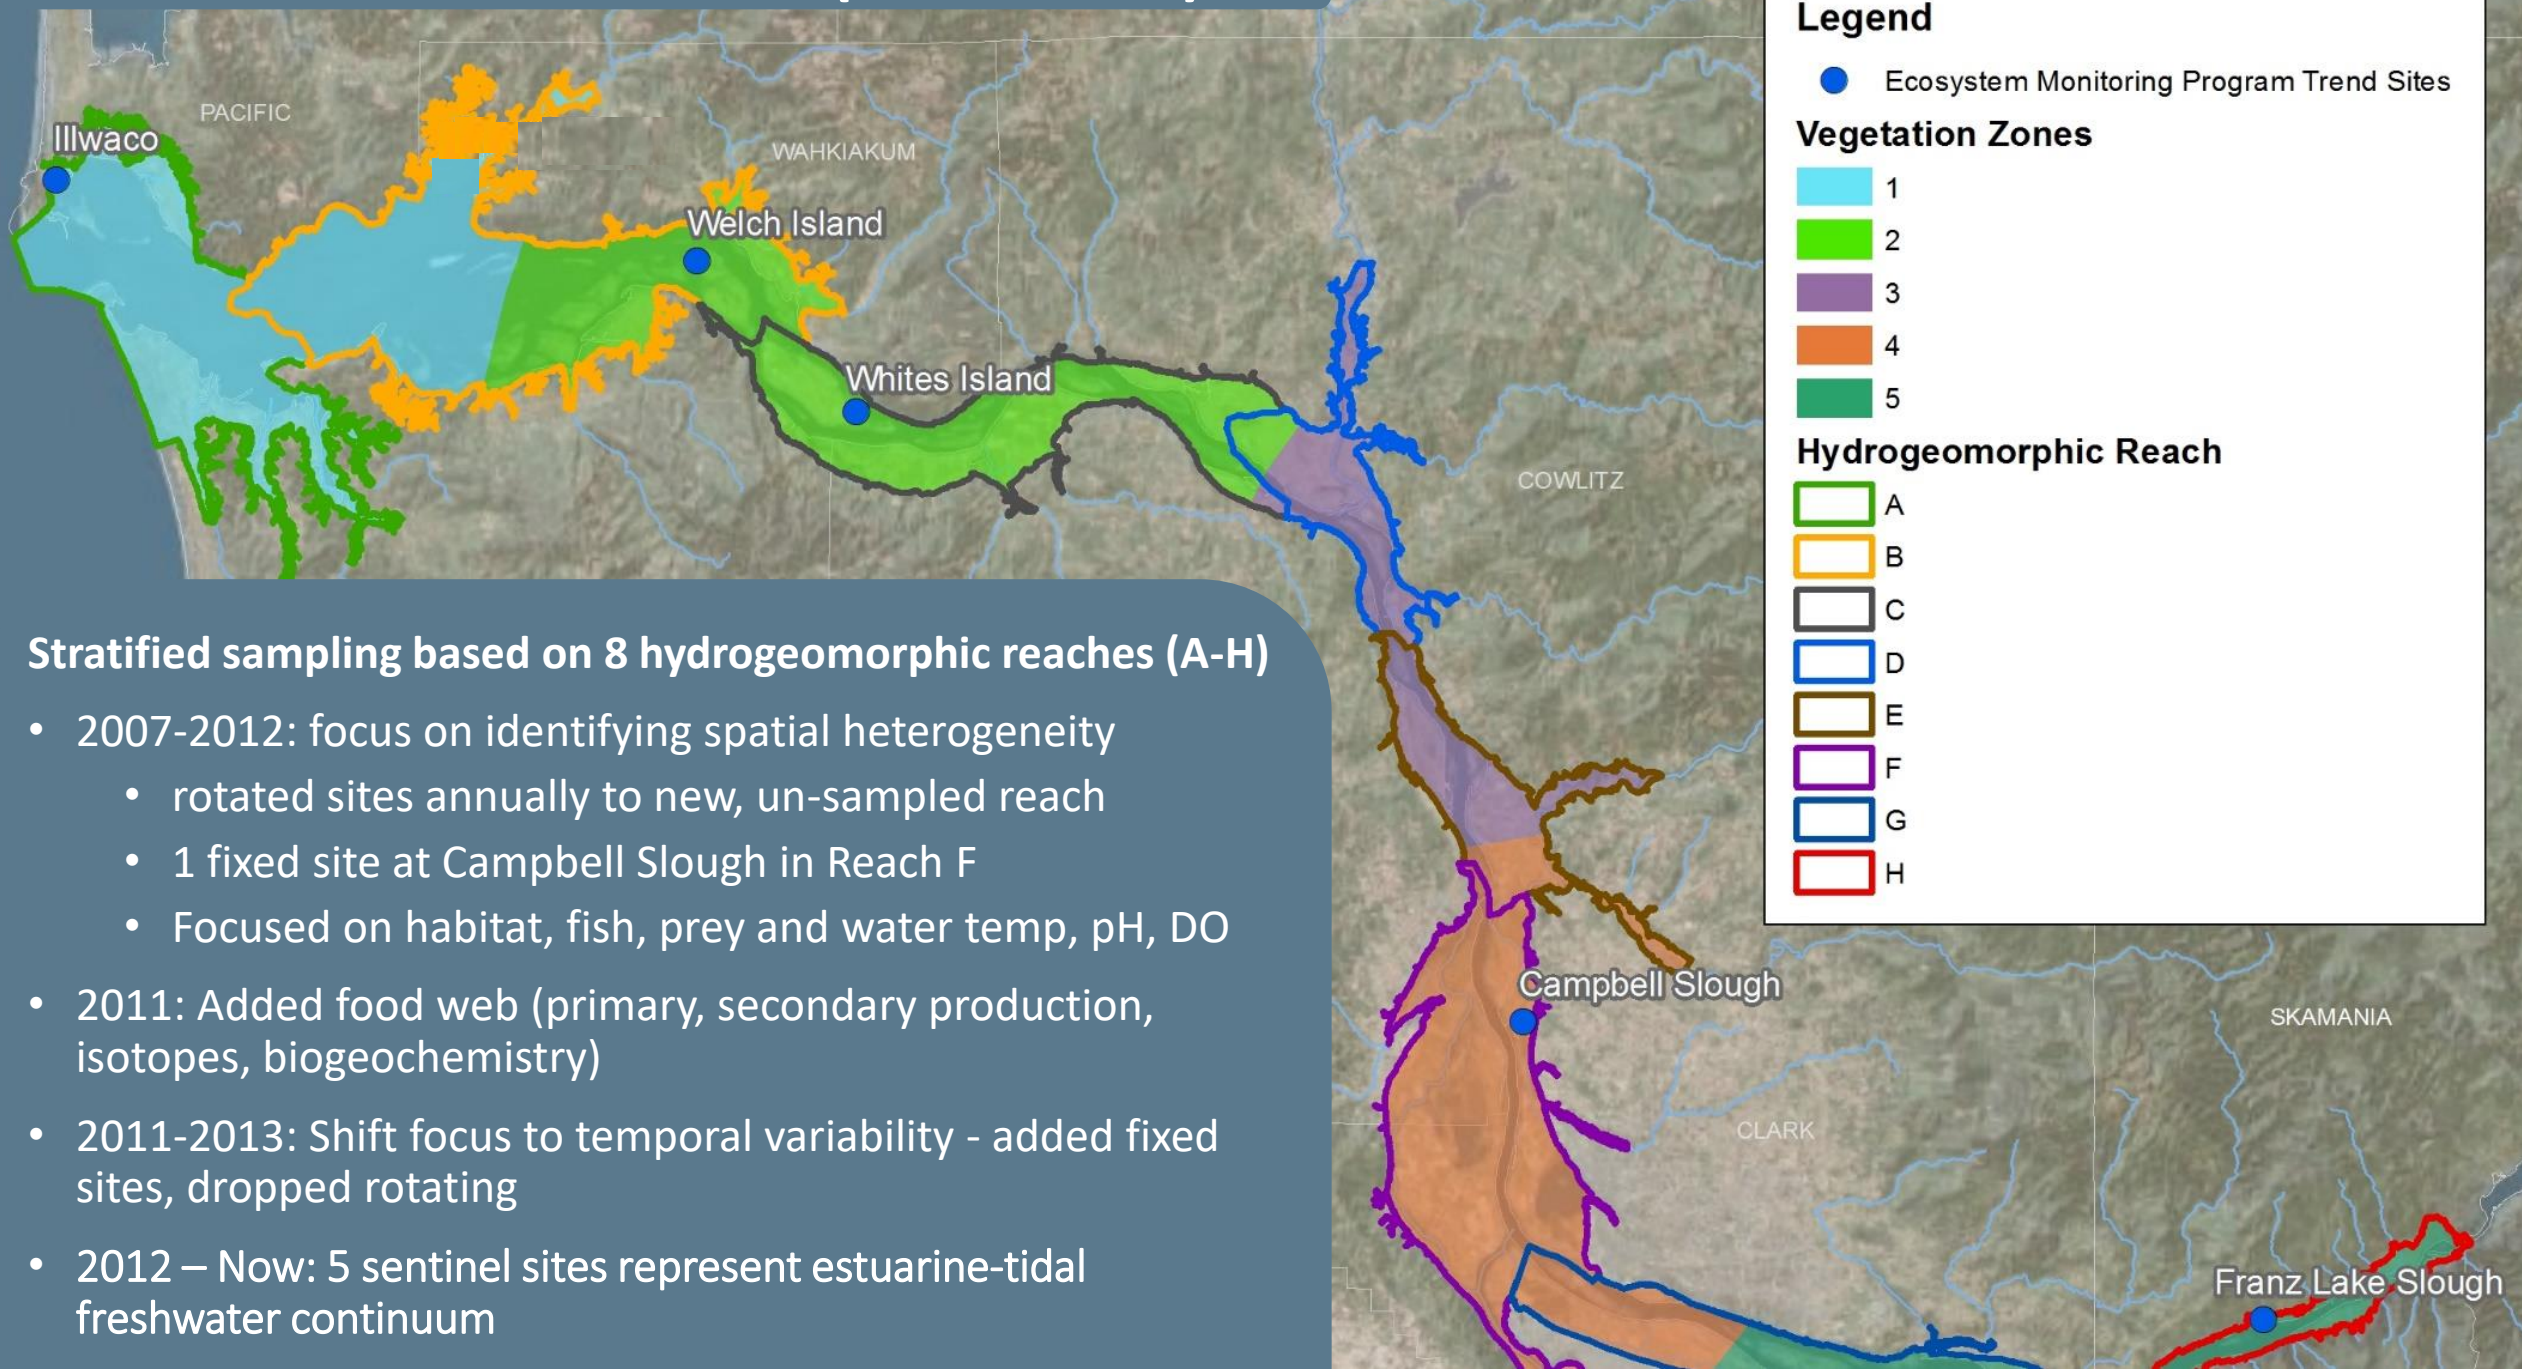 Legend
Ecosystem Monitoring Program Trend Sites
Vegetation Zones
1
2
3
4
5
Hydrogeomorphic Reach
A
B
C
D
E
F
G
H
PACIFIC
Illwaco
WAHKIAKUM
Welch Island
Whites Island
COWLITZ
Campbell Slough
SKAMANIA
CLARK
Franz Lake Slough
Stratified sampling based on 8 hydrogeomorphic reaches (A-H)
• 2007-2012: focus on identifying spatial heterogeneity
• rotated sites annually to new, un-sampled reach
• 1 fixed site at Campbell Slough in Reach F
• Focused on habitat, fish, prey and water temp, pH, DO
• 2011: Added food web (primary, secondary production,
isotopes, biogeochemistry)
• 2011-2013: Shift focus to temporal variability - added fixed
sites, dropped rotating
• 2012 – Now: 5 sentinel sites represent estuarine-tidal
freshwater continuum